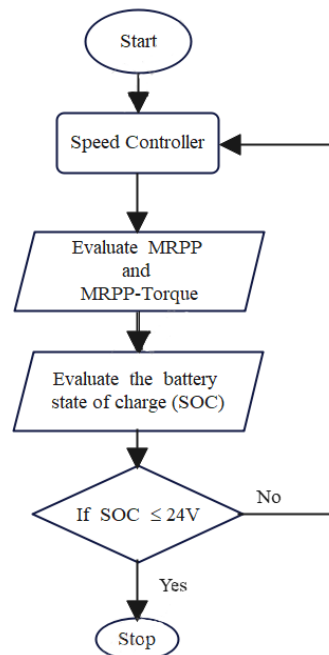 Start
Speed Controller
Evaluate MRPP
and
MRPP-Torque
Evaluate the battery
state of charge (SOC)
If SOC ≤ 24V
No
Yes
Stop